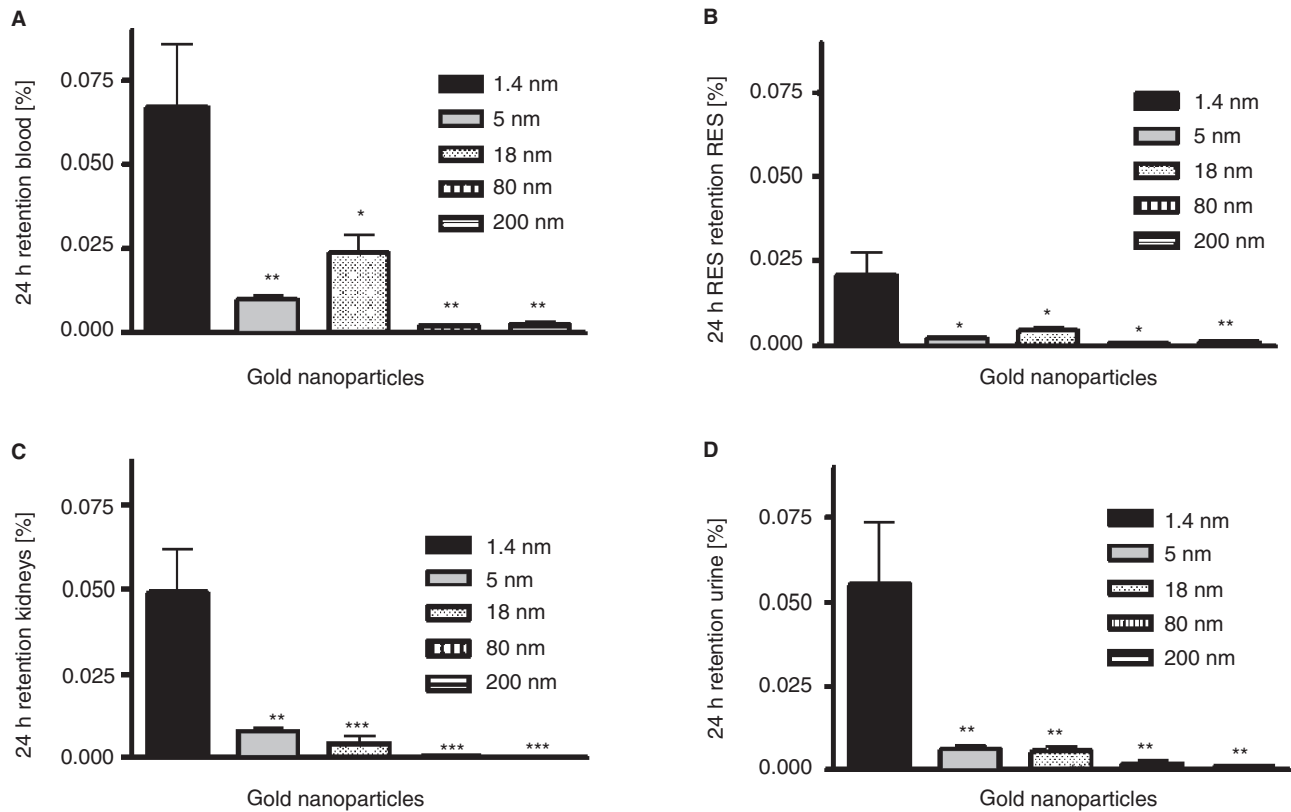 A
24 h retention blood [%]
0.075
0.050
0.025
0.000
1.4 nm
5 nm
18 nm
80 nm
200 nm
**
*
**
**
Gold nanoparticles
B
24 h RES retention RES [%]
0.075
0.050
0.025
0.000
1.4 nm
5 nm
18 nm
80 nm
200 nm
*
*
*
**
Gold nanoparticles
C
24 h retention kidneys [%]
0.075
0.050
0.025
0.000
1.4 nm
5 nm
18 nm
80 nm
200 nm
**
***
***
***
Gold nanoparticles
D
24 h retention urine [%]
0.075
0.050
0.025
0.000
1.4 nm
5 nm
18 nm
80 nm
200 nm
**
**
**
**
Gold nanoparticles